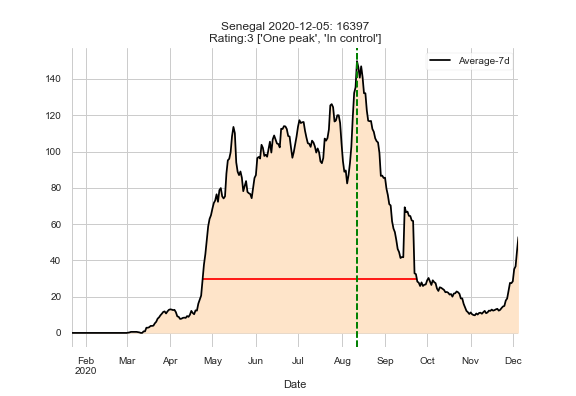 Senegal 2020-12-05: 16397
Rating:3 ['One peak', 'In control']
Average-7d
140
120
100
80
60
40
20
0
Feb Mar Apr May Jun Jul Aug Sep Oct Nov Dec
2020
Date